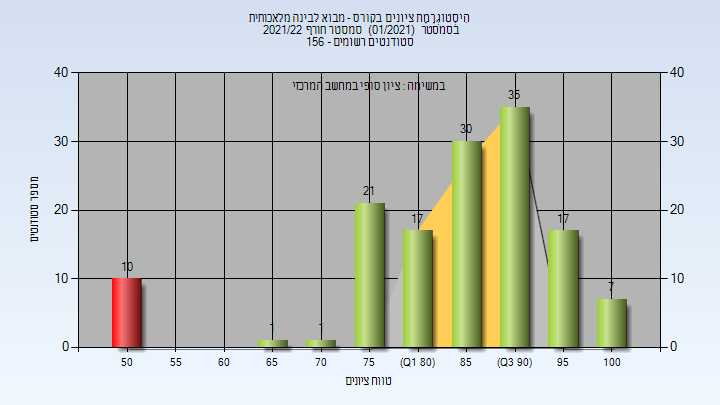 היסטוגרמת ציונים בקורס - מבוא לבינה מלאכותית
בסמסטר (01/2021) סמסטר חורף 2021/22
סטודנטים רשומים - 156
במשימה : ציון סופי במחשב המרכזי
40 40
30 30
20 20
10 10
0 0
מספר סטודנטים
10 1 1 21 17 30 35 17 7
50 55 60 65 70 75 (Q1 80) 85 (Q3 90) 95 100
טווח ציונים